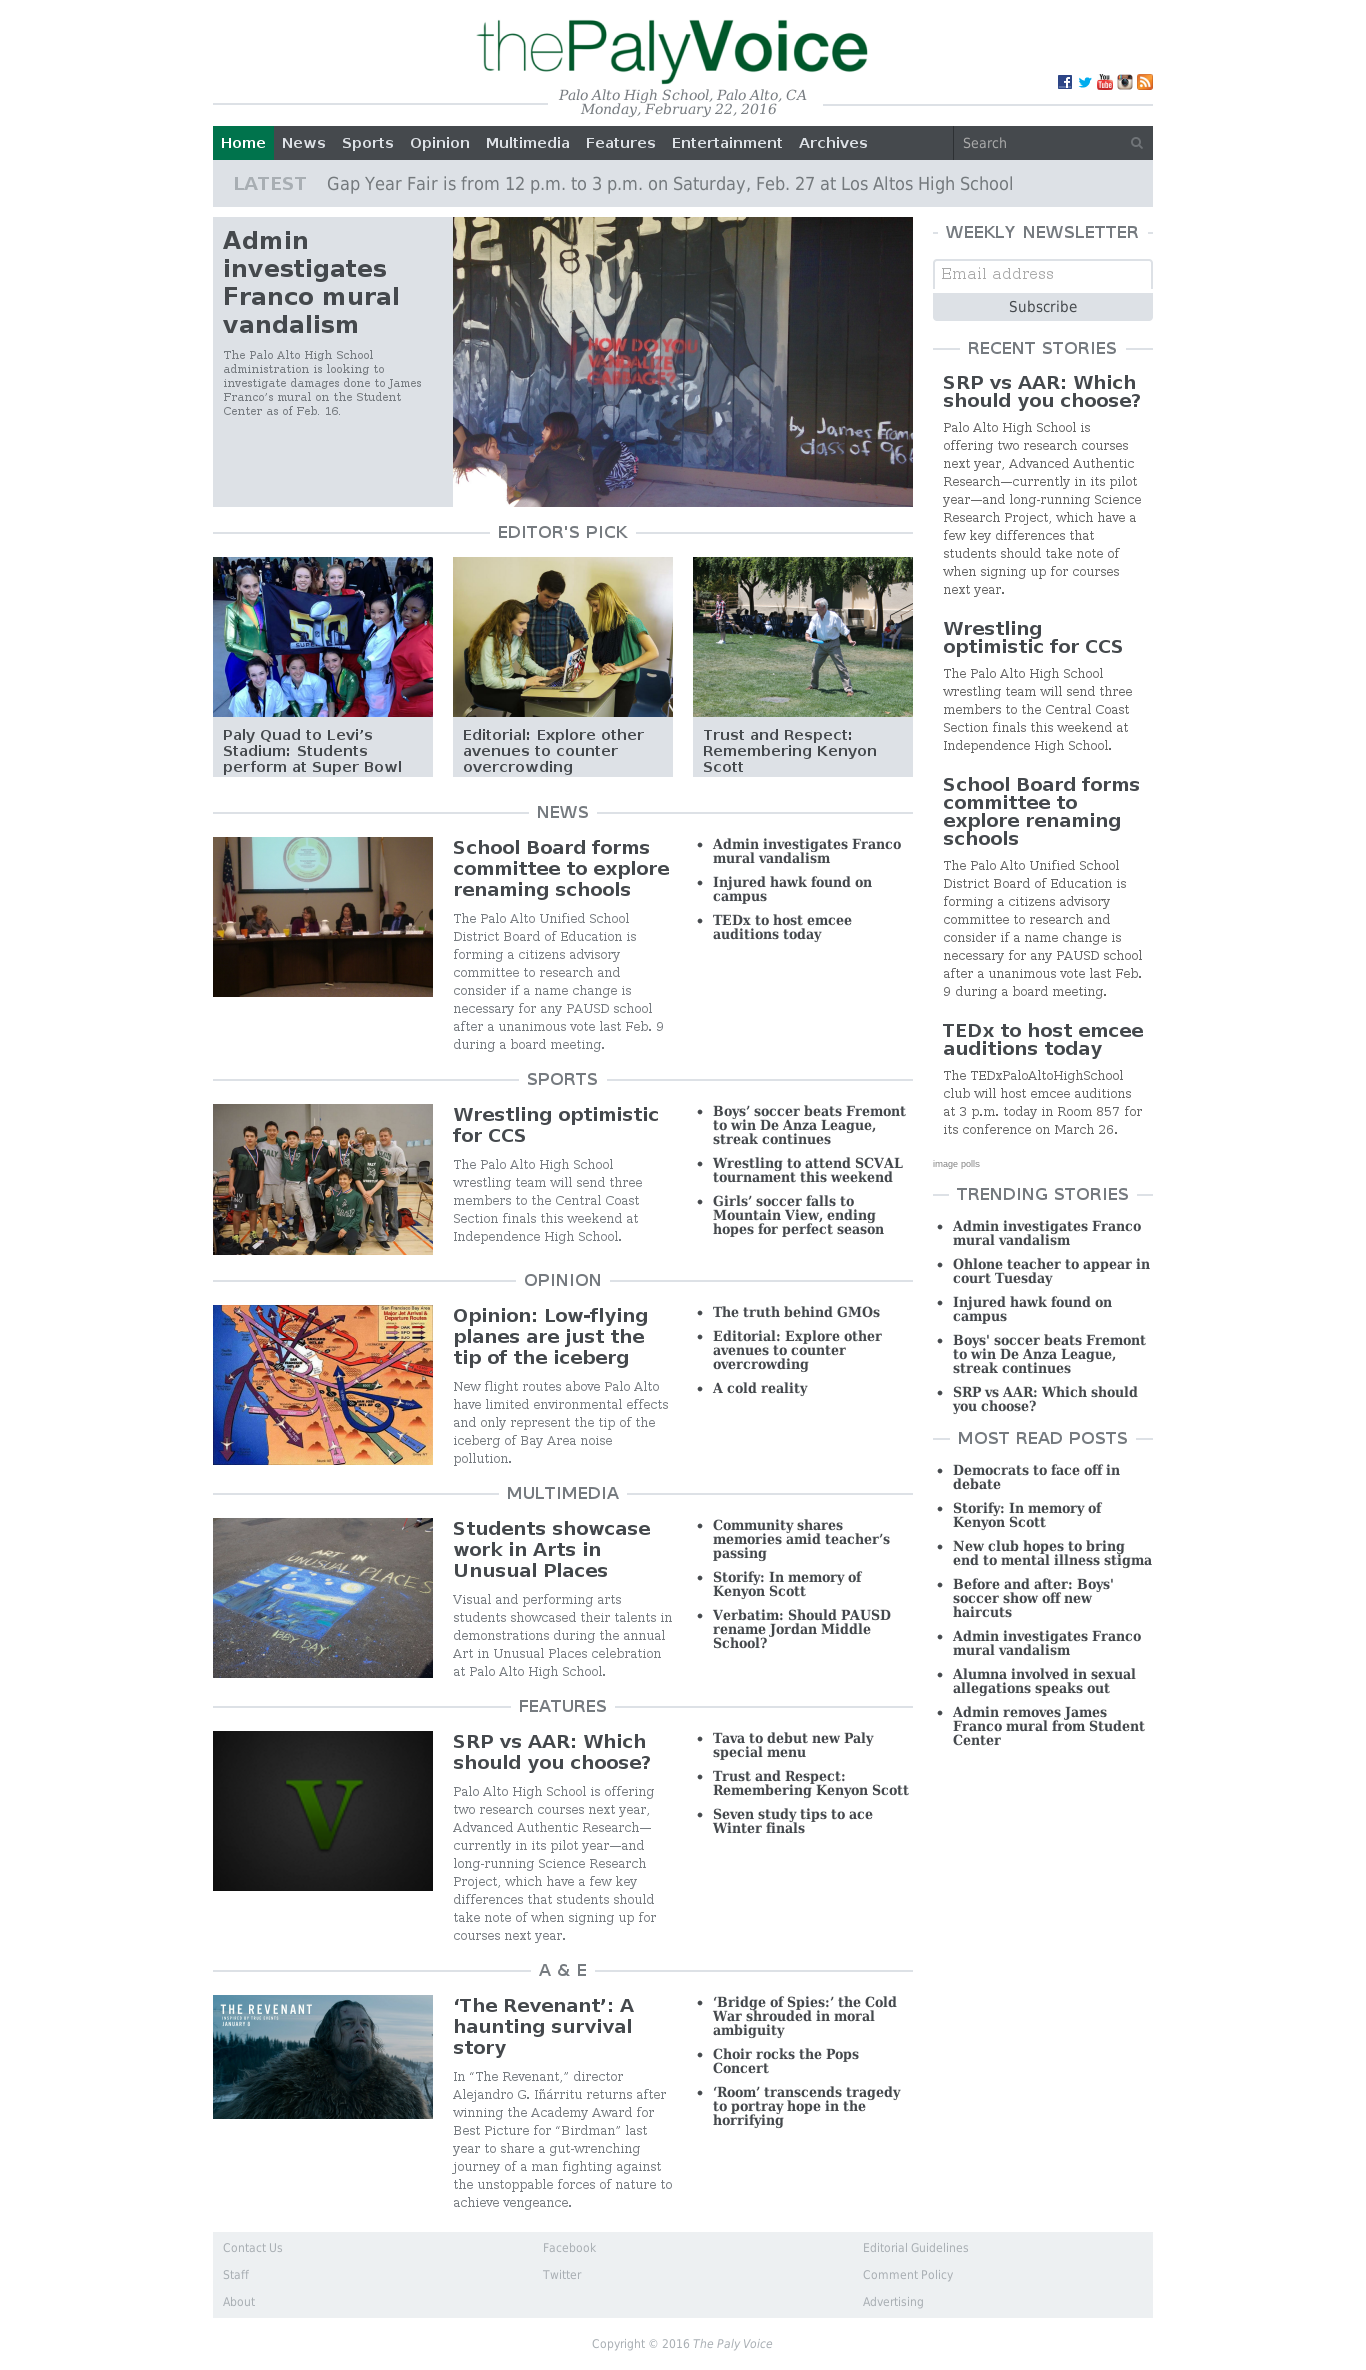 thePalyVoice
Palo Alto High School, Palo Alto, CA
Monday, February 22, 2016
Home News Sports Opinion Multimedia Features Entertainment Archives Search
LATEST Gap Year Fair is from 12 p.m. to 3 p.m. on Saturday, Feb. 27 at Los Altos High School
Admin
investigates
Franco mural
vandalism
The Palo Alto High School
administration is looking to
investigate damages done to James
Franco's mural on the Student
Center as of Feb. 16.
8
HOW DO YOU
VANDALIZE
GARBAGE?
by James Franco
class of 96
EDITOR'S PICK
50
SUPER
Paly Quad to Levi's
Stadium: Students
perform at Super Bowl
Editorial: Explore other
avenues to counter
overcrowding
Trust and Respect:
Remembering Kenyon
Scott
NEWS
School Board forms
committee to explore
renaming schools
The Palo Alto Unified School
District Board of Education is
forming a citizens advisory
committee to research and
consider if a name change is
necessary for any PAUSD school
after a unanimous vote last Feb. 9
during a board meeting.
• Admin investigates Franco
mural vandalism
• Injured hawk found on
campus
• TEDx to host emcee
auditions today
SPORTS
PALY
Wrestling optimistic
for CCS
The Palo Alto High School
wrestling team will send three
members to the Central Coast
Section finals this weekend at
Independence High School.
• Boys' soccer beats Fremont
to win De Anza League,
streak continues
• Wrestling to attend SCVAL
tournament this weekend
• Girls' soccer falls to
Mountain View, ending
hopes for perfect season
OPINION
San Francisco Bay Area
Major Jet Arrival &
Departure Routes
Opinion: Low-flying
planes are just the
tip of the iceberg
New flight routes above Palo Alto
have limited environmental effects
and only represent the tip of the
iceberg of Bay Area noise
pollution.
• The truth behind GMOs
• Editorial: Explore other
avenues to counter
overcrowding
• A cold reality
MULTIMEDIA
ART IN
UNUSUAL PLACES
DAY
Students showcase
work in Arts in
Unusual Places
Visual and performing arts
students showcased their talents in
demonstrations during the annual
Art in Unusual Places celebration
at Palo Alto High School.
• Community shares
memories amid teacher's
passing
• Storify: In memory of
Kenyon Scott
• Verbatim: Should PAUSD
rename Jordan Middle
School?
FEATURES
V
SRP vs AAR: Which
should you choose?
Palo Alto High School is offering
two research courses next year,
Advanced Authentic Research—
currently in its pilot year—and
long-running Science Research
Project, which have a few key
differences that students should
take note of when signing up for
courses next year.
• Tava to debut new Paly
special menu
• Trust and Respect:
Remembering Kenyon Scott
• Seven study tips to ace
Winter finals
A & E
THE REVENANT
INSPIRED BY TRUE EVENTS
JANUARY 8
‘The Revenant’: A
haunting survival
story
In “The Revenant,” director
Alejandro G. Iñárritu returns after
winning the Academy Award for
Best Picture for “Birdman” last
year to share a gut-wrenching
journey of a man fighting against
the unstoppable forces of nature to
achieve vengeance.
• ‘Bridge of Spies:’ the Cold
War shrouded in moral
ambiguity
• Choir rocks the Pops
Concert
• ‘Room’ transcends tragedy
to portray hope in the
horrifying
WEEKLY NEWSLETTER
Email address
Subscribe
RECENT STORIES
SRP vs AAR: Which
should you choose?
Palo Alto High School is
offering two research courses
next year, Advanced Authentic
Research—currently in its pilot
year—and long-running Science
Research Project, which have a
few key differences that
students should take note of
when signing up for courses
next year.
Wrestling
optimistic for CCS
The Palo Alto High School
wrestling team will send three
members to the Central Coast
Section finals this weekend at
Independence High School.
School Board forms
committee to
explore renaming
schools
The Palo Alto Unified School
District Board of Education is
forming a citizens advisory
committee to research and
consider if a name change is
necessary for any PAUSD school
after a unanimous vote last Feb.
9 during a board meeting.
TEDx to host emcee
auditions today
The TEDxPaloAltoHighSchool
club will host emcee auditions
at 3 p.m. today in Room 857 for
its conference on March 26.
image polls
TRENDING STORIES
• Admin investigates Franco
mural vandalism
• Ohlone teacher to appear in
court Tuesday
• Injured hawk found on
campus
• Boys' soccer beats Fremont
to win De Anza League,
streak continues
• SRP vs AAR: Which should
you choose?
MOST READ POSTS
• Democrats to face off in
debate
• Storify: In memory of
Kenyon Scott
• New club hopes to bring
end to mental illness stigma
• Before and after: Boys'
soccer show off new
haircuts
• Admin investigates Franco
mural vandalism
• Alumna involved in sexual
allegations speaks out
• Admin removes James
Franco mural from Student
Center
Contact Us Facebook Editorial Guidelines
Staff Twitter Comment Policy
About Advertising
Copyright © 2016 The Paly Voice